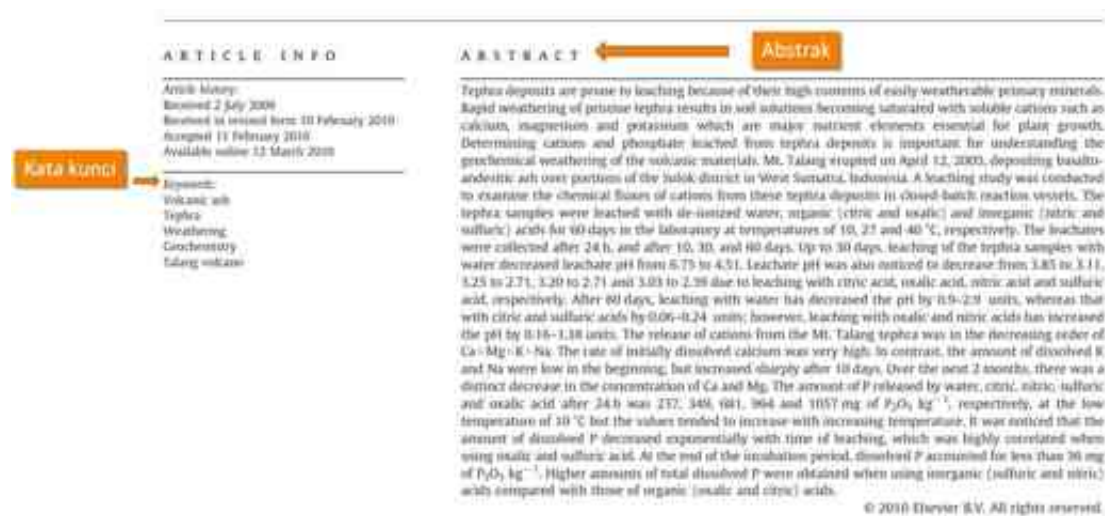 ARTICLE INFO
Article history:
Received 2 July 2009
Received in revised form 10 February 2010
Accepted 11 February 2010
Available online 12 March 2010
Kata kunci
Keywords:
Volcanic ash
Tephra
Weathering
Geochemistry
Talang volcano
ABSTRACT
Abstrak
Tephra deposits are prone to leaching because of their high contents of easily weatherable primary minerals.
Rapid weathering of pristine tephra results in soil solutions becoming saturated with soluble cations such as
calcium, magnesium and potassium which are major nutrient elements essential for plant growth.
Determining cations and phosphate leached from tephra deposits is important for understanding the
geochemical weathering of the volcanic materials. Mt. Talang erupted on April 12, 2005, depositing basalto-
andesitic ash over portions of the Solok district in West Sumatra, Indonesia. A leaching study was conducted
to examine the chemical fluxes of cations from these tephra deposits in closed-batch reaction vessels. The
tephra samples were leached with de-ionized water, organic (citric and oxalic) and inorganic (nitric and
sulfuric) acids for 60 days in the laboratory at temperatures of 10, 27 and 40 °C, respectively. The leachates
were collected after 24 h, and after 10, 30, and 60 days. Up to 30 days, leaching of the tephra samples with
water decreased leachate pH from 6.75 to 4.51. Leachate pH was also noticed to decrease from 3.85 to 3.11,
3.25 to 2.71, 3.20 to 2.71 and 3.03 to 2.39 due to leaching with citric acid, oxalic acid, nitric acid and sulfuric
acid, respectively. After 60 days, leaching with water has decreased the pH by 0.9–2.9 units, whereas that
with citric and sulfuric acids by 0.06–0.24 units; however, leaching with oxalic and nitric acids has increased
the pH by 0.16–1.38 units. The release of cations from the Mt. Talang tephra was in the decreasing order of
Ca>Mg>K>Na. The rate of initially dissolved calcium was very high. In contrast, the amount of dissolved K
and Na were low in the beginning, but increased sharply after 10 days. Over the next 2 months, there was a
distinct decrease in the concentration of Ca and Mg. The amount of P released by water, citric, nitric, sulfuric
and oxalic acid after 24 h was 237, 349, 681, 964 and 1057 mg of P₂O₅ kg⁻¹, respectively, at the low
temperature of 10 °C but the values tended to increase with increasing temperature. It was noticed that the
amount of dissolved P decreased exponentially with time of leaching, which was highly correlated when
using oxalic and sulfuric acid. At the end of the incubation period, dissolved P accounted for less than 36 mg
of P₂O₅ kg⁻¹. Higher amounts of total dissolved P were obtained when using inorganic (sulfuric and nitric)
acids compared with those of organic (oxalic and citric) acids.
© 2010 Elsevier B.V. All rights reserved.